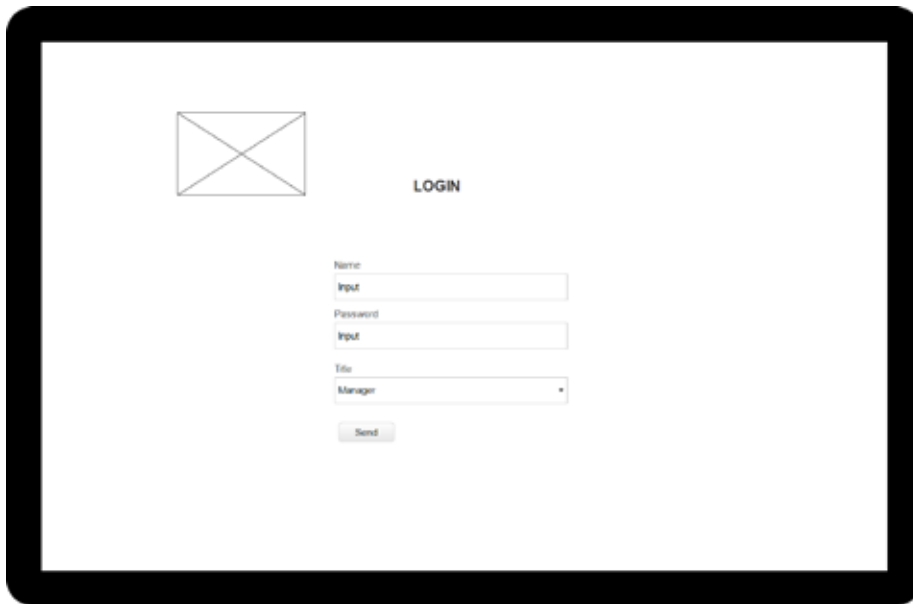 LOGIN
Name
Input
Password
Input
Title
Manager
Send